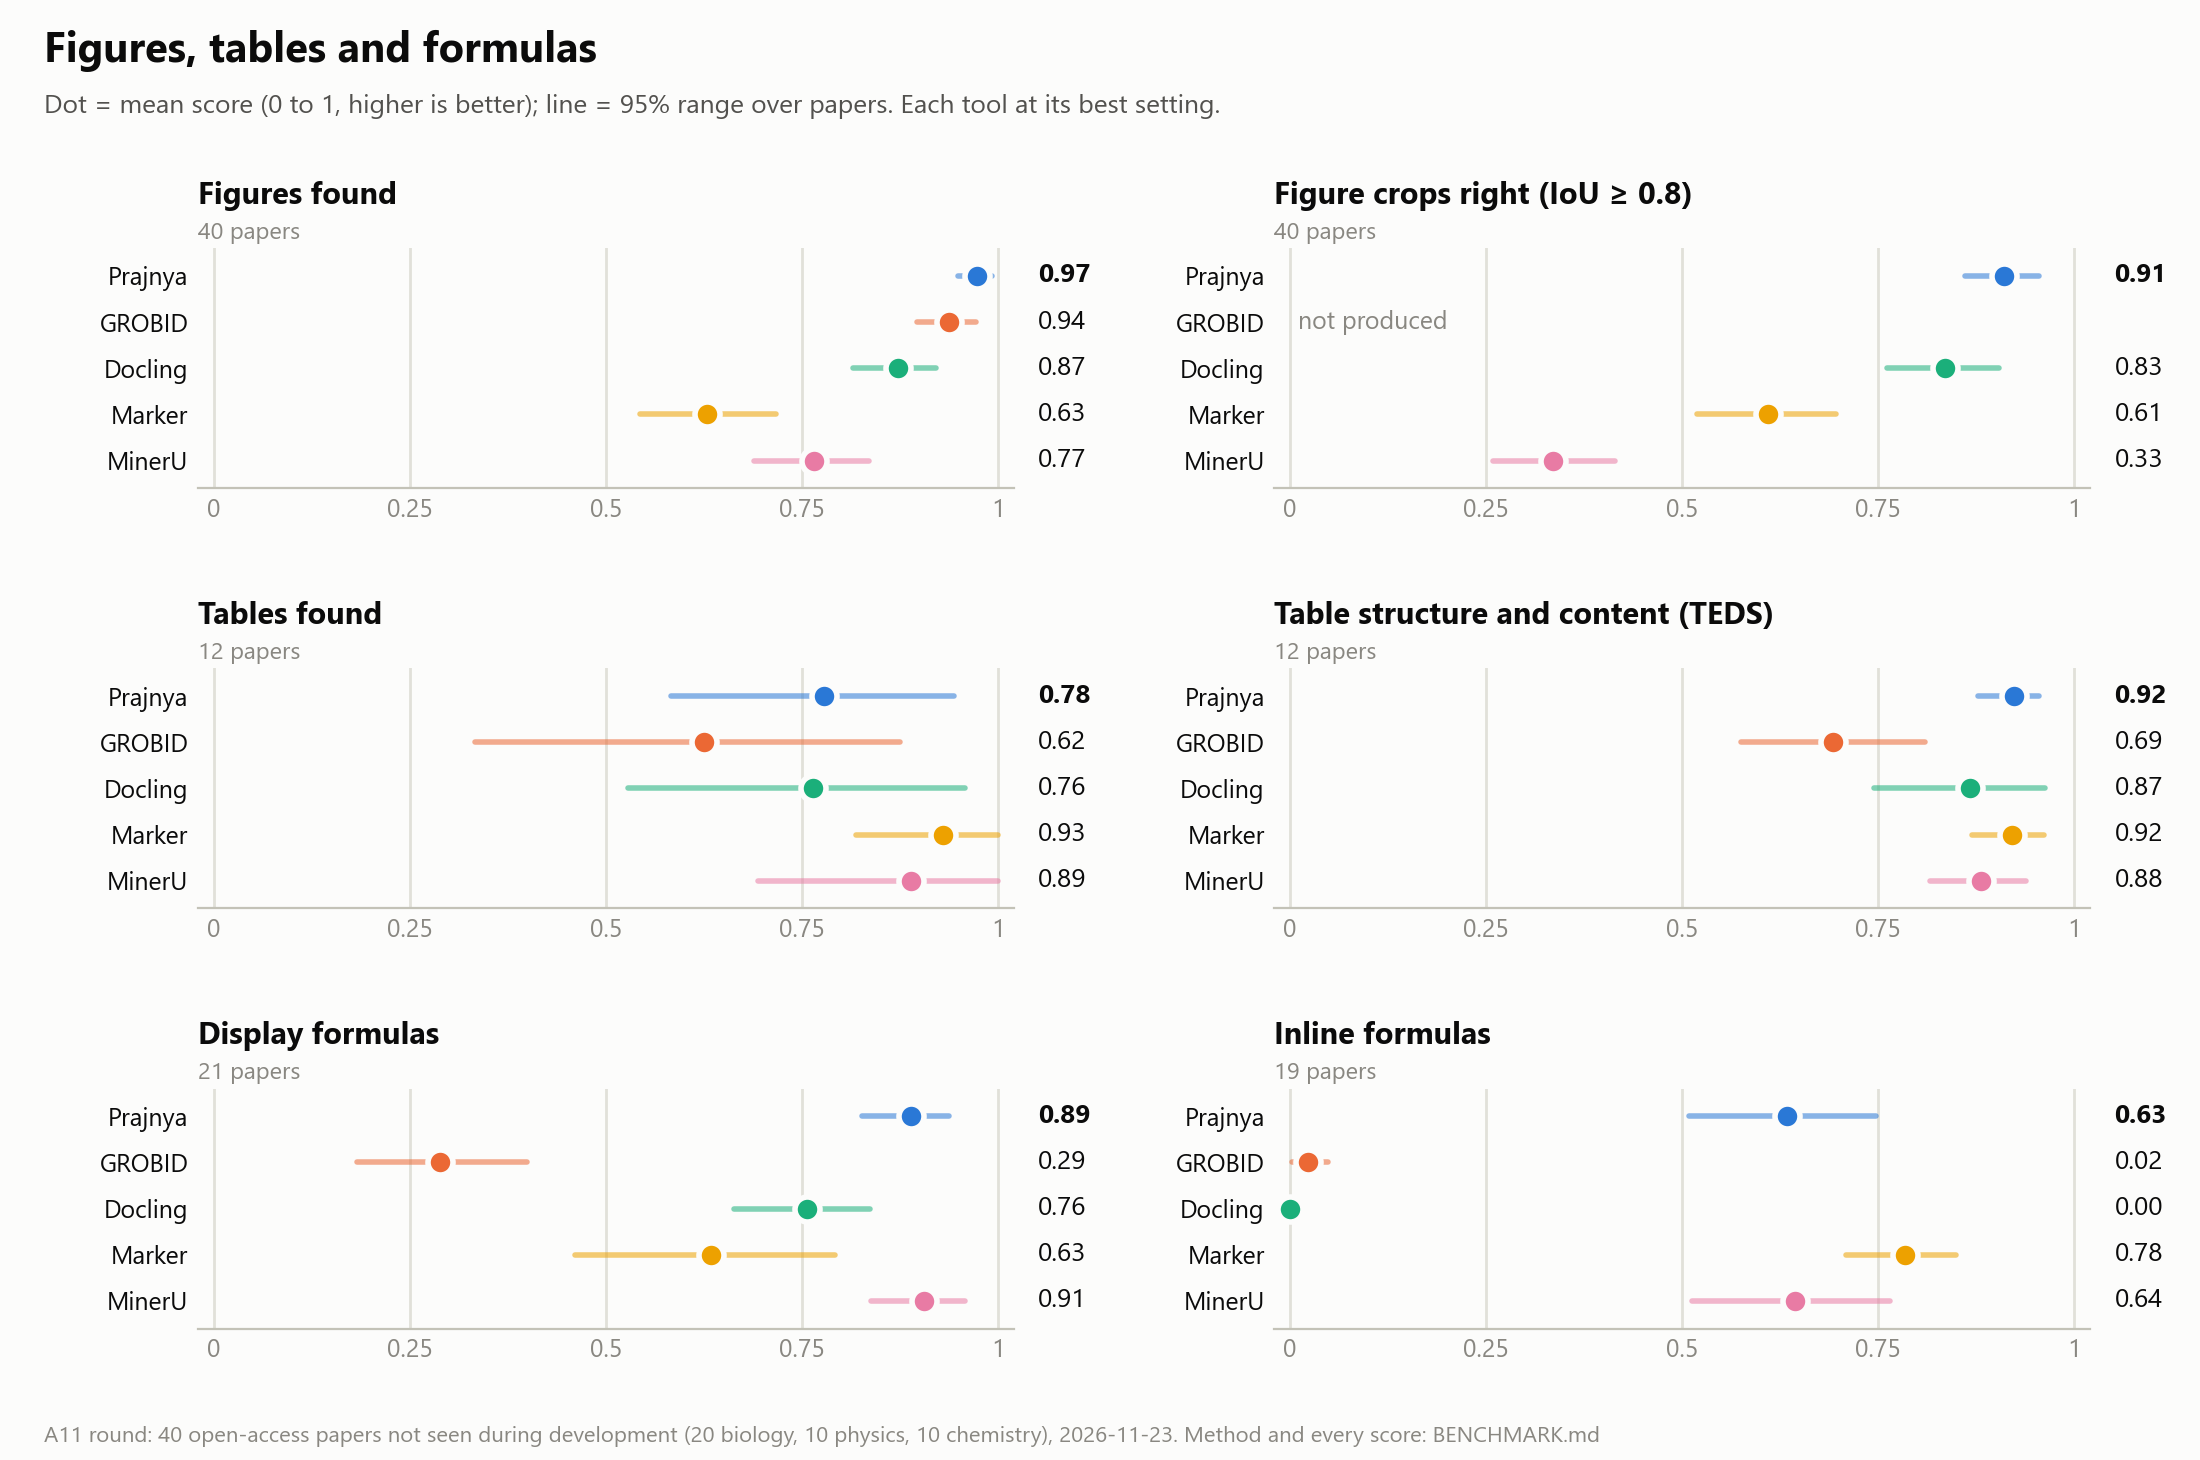 Figures, tables and formulas
Dot = mean score (0 to 1, higher is better); line = 95% range over papers. Each tool at its best setting.
Figures found
40 papers
Prajnya 0.97
GROBID 0.94
Docling 0.87
Marker 0.63
MinerU 0.77
0 0.25 0.5 0.75 1
Figure crops right (IoU ≥ 0.8)
40 papers
Prajnya 0.91
GROBID not produced
Docling 0.83
Marker 0.61
MinerU 0.33
0 0.25 0.5 0.75 1
Tables found
12 papers
Prajnya 0.78
GROBID 0.62
Docling 0.76
Marker 0.93
MinerU 0.89
0 0.25 0.5 0.75 1
Table structure and content (TEDS)
12 papers
Prajnya 0.92
GROBID 0.69
Docling 0.87
Marker 0.92
MinerU 0.88
0 0.25 0.5 0.75 1
Display formulas
21 papers
Prajnya 0.89
GROBID 0.29
Docling 0.76
Marker 0.63
MinerU 0.91
0 0.25 0.5 0.75 1
Inline formulas
19 papers
Prajnya 0.63
GROBID 0.02
Docling 0.00
Marker 0.78
MinerU 0.64
0 0.25 0.5 0.75 1
A11 round: 40 open-access papers not seen during development (20 biology, 10 physics, 10 chemistry), 2026-11-23. Method and every score: BENCHMARK.md